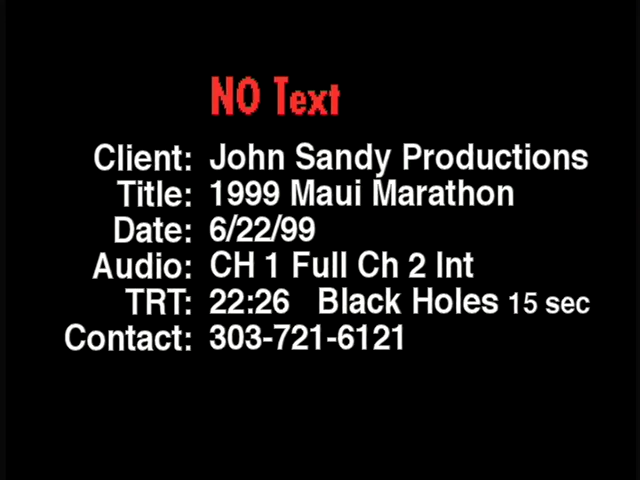 NO Text
Client: John Sandy Productions
Title: 1999 Maui Marathon
Date: 6/22/99
Audio: CH 1 Full Ch 2 Int
TRT: 22:26 Black Holes 15 sec
Contact: 303-721-6121